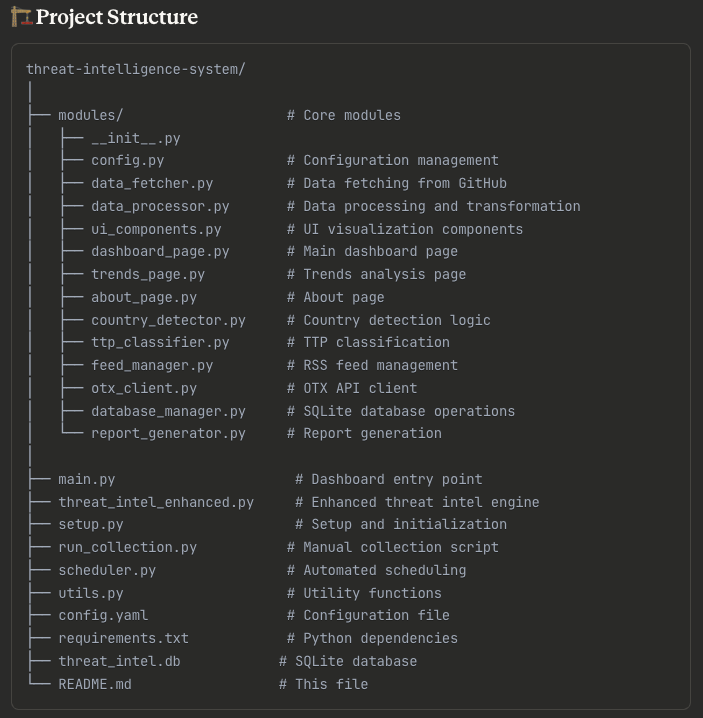 🏗️ Project Structure
threat-intelligence-system/
│
├── modules/                    # Core modules
│   ├── __init__.py
│   ├── config.py               # Configuration management
│   ├── data_fetcher.py         # Data fetching from GitHub
│   ├── data_processor.py       # Data processing and transformation
│   ├── ui_components.py        # UI visualization components
│   ├── dashboard_page.py       # Main dashboard page
│   ├── trends_page.py          # Trends analysis page
│   ├── about_page.py           # About page
│   ├── country_detector.py     # Country detection logic
│   ├── ttp_classifier.py       # TTP classification
│   ├── feed_manager.py         # RSS feed management
│   ├── otx_client.py           # OTX API client
│   ├── database_manager.py     # SQLite database operations
│   └── report_generator.py     # Report generation
│
├── main.py                      # Dashboard entry point
├── threat_intel_enhanced.py     # Enhanced threat intel engine
├── setup.py                     # Setup and initialization
├── run_collection.py           # Manual collection script
├── scheduler.py                # Automated scheduling
├── utils.py                    # Utility functions
├── config.yaml                 # Configuration file
├── requirements.txt            # Python dependencies
├── threat_intel.db            # SQLite database
└── README.md                  # This file